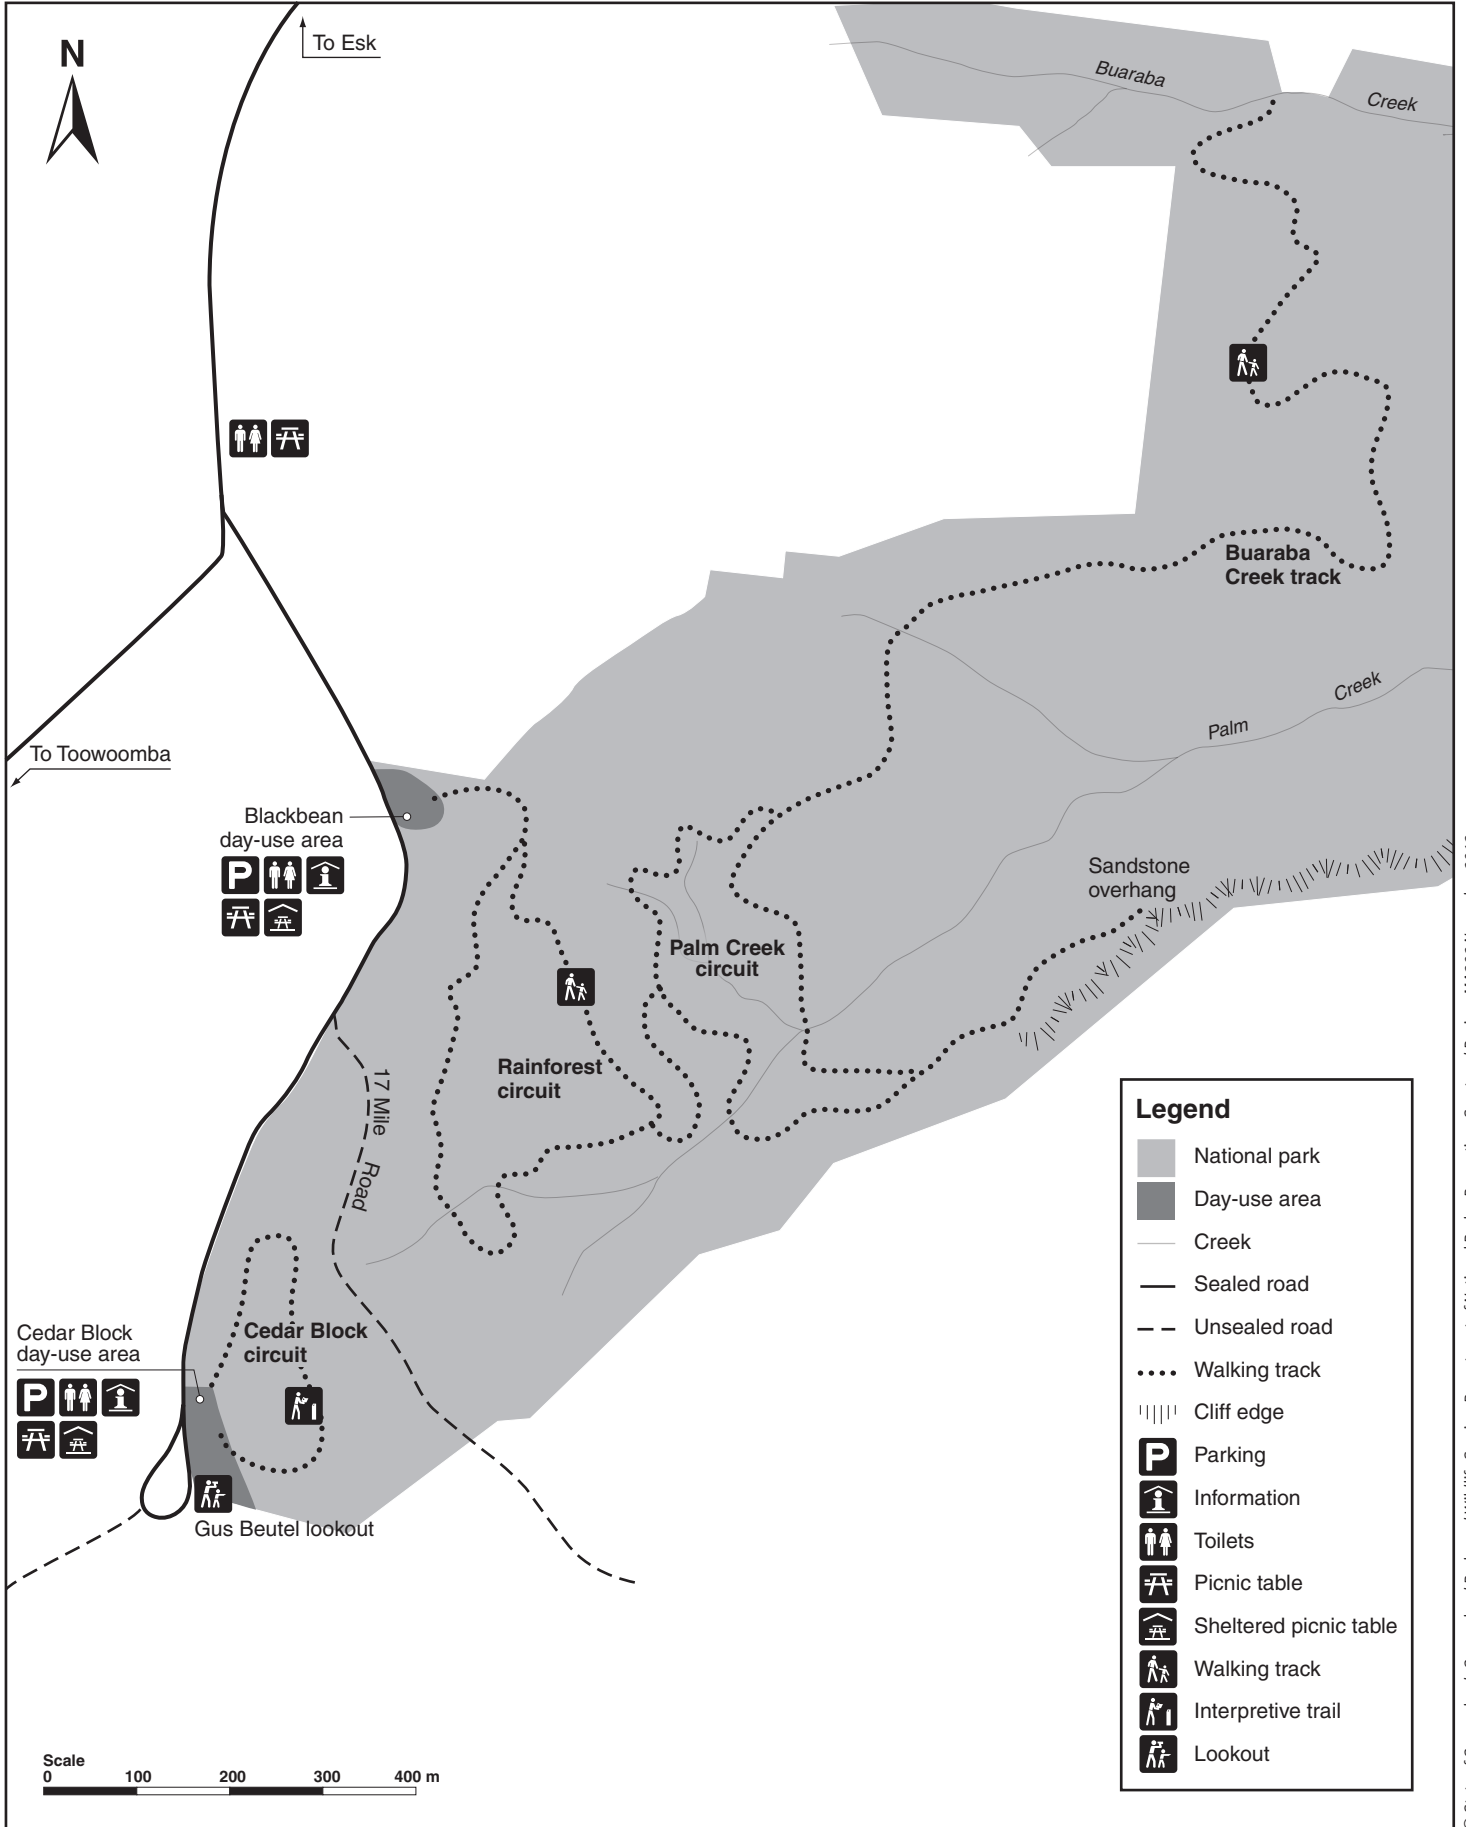 N
To Esk
Buaraba
Creek
Buaraba
Creek track
Creek
Palm
To Toowoomba
Blackbean
day-use area
P
Sandstone
overhang
Palm Creek
circuit
Rainforest
circuit
17 Mile Road
Cedar Block
day-use area
P
Cedar Block
circuit
Gus Beutel lookout
Legend
National park
Day-use area
Creek
Sealed road
Unsealed road
Walking track
Cliff edge
P Parking
Information
Toilets
Picnic table
Sheltered picnic table
Walking track
Interpretive trail
Lookout
Scale
0 100 200 300 400 m